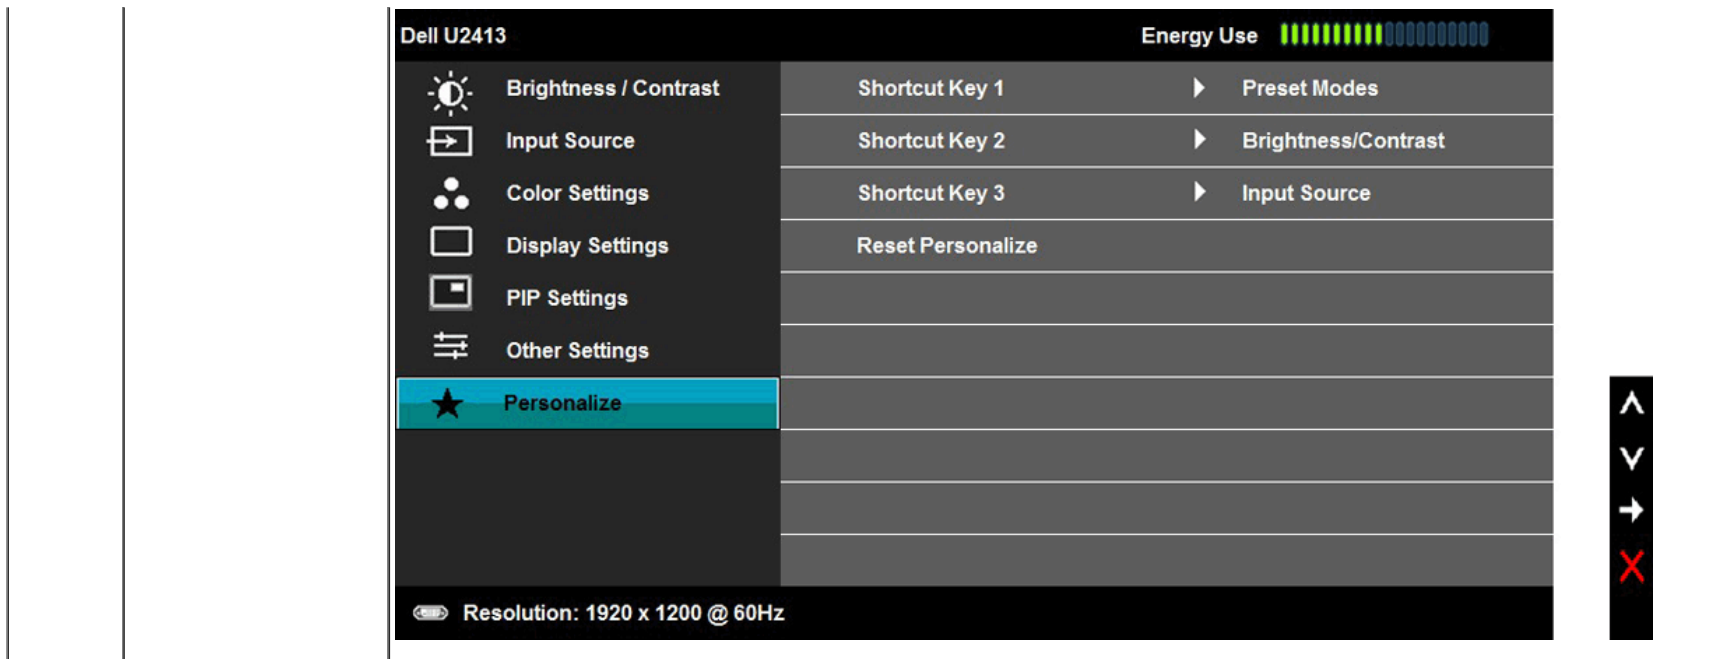 Dell U2413 Energy Use
Brightness / Contrast Shortcut Key 1 Preset Modes
Input Source Shortcut Key 2 Brightness/Contrast
Color Settings Shortcut Key 3 Input Source
Display Settings Reset Personalize
PIP Settings
Other Settings
Personalize
Resolution: 1920 x 1200 @ 60Hz